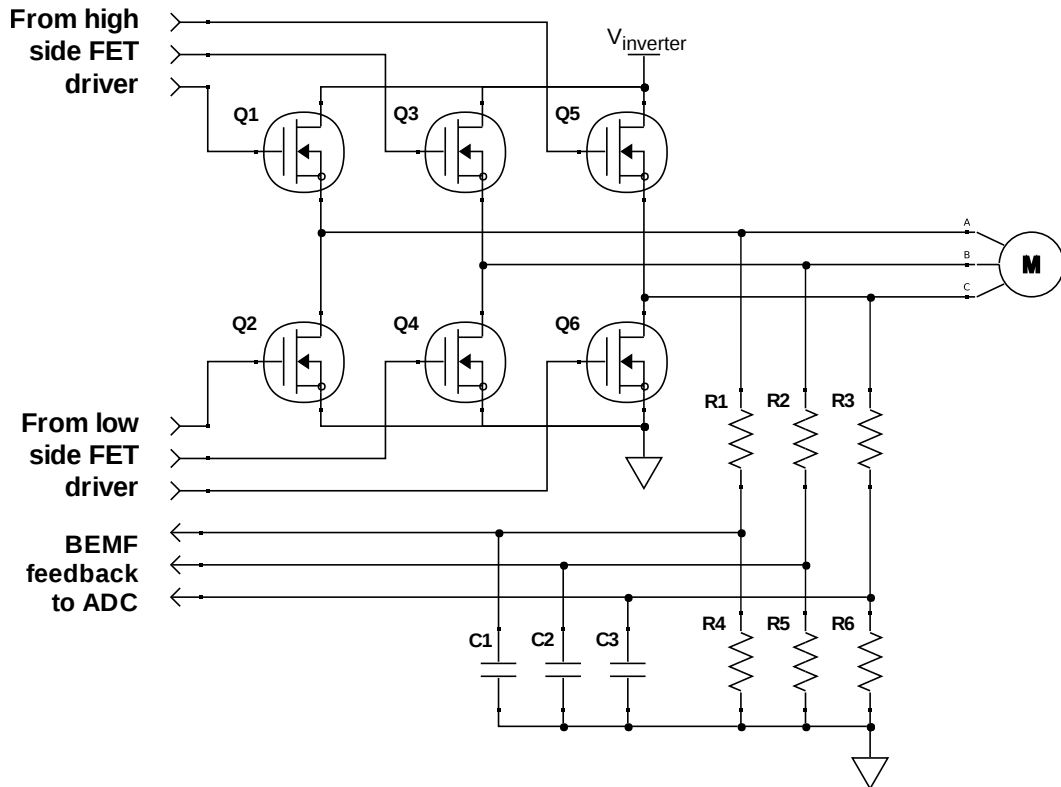 From high
side FET
driver
V inverter
Q1
Q3
Q5
A
B
C
M
Q2
Q4
Q6
From low
side FET
driver
R1
R2
R3
BEMF
feedback
to ADC
C1
C2
C3
R4
R5
R6